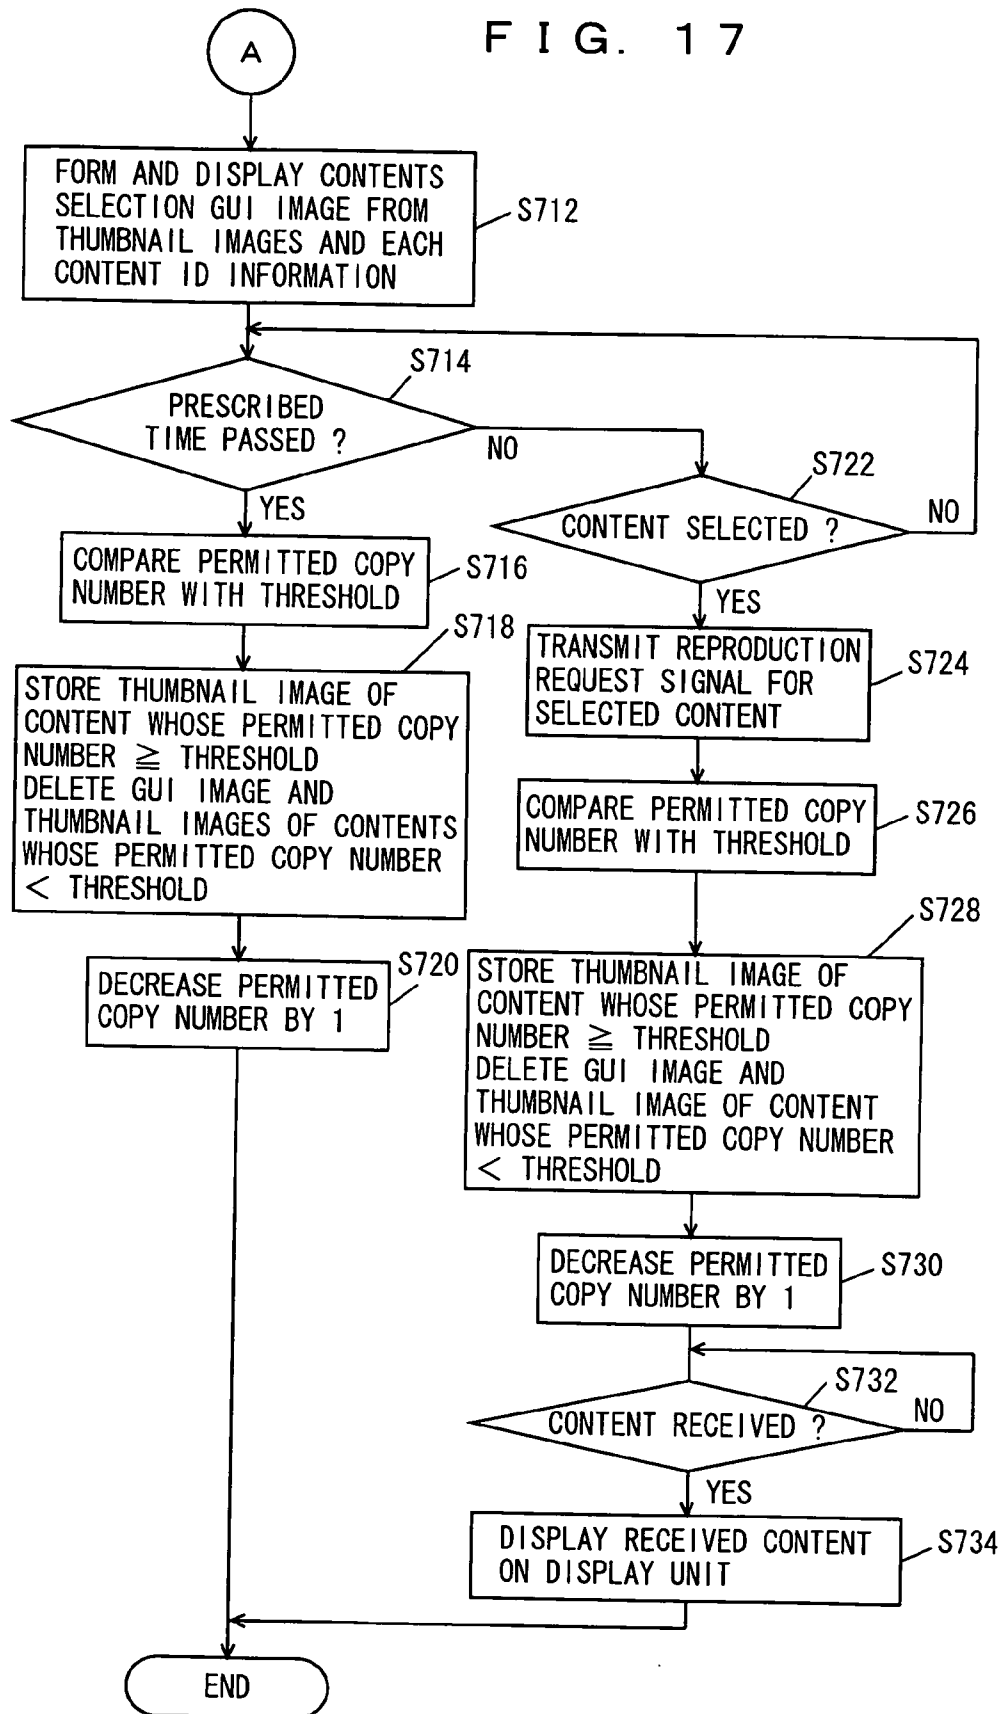 FIG. 17
A
FORM AND DISPLAY CONTENTS
SELECTION GUI IMAGE FROM
THUMBNAIL IMAGES AND EACH
CONTENT ID INFORMATION
S712
S714
PRESCRIBED
TIME PASSED ?
NO
YES
S722
CONTENT SELECTED ?
NO
YES
COMPARE PERMITTED COPY
NUMBER WITH THRESHOLD
S716
S718
STORE THUMBNAIL IMAGE OF
CONTENT WHOSE PERMITTED COPY
NUMBER ≧ THRESHOLD
DELETE GUI IMAGE AND
THUMBNAIL IMAGES OF CONTENTS
WHOSE PERMITTED COPY NUMBER
< THRESHOLD
S720
DECREASE PERMITTED
COPY NUMBER BY 1
TRANSMIT REPRODUCTION
REQUEST SIGNAL FOR
SELECTED CONTENT
S724
COMPARE PERMITTED COPY
NUMBER WITH THRESHOLD
S726
S728
STORE THUMBNAIL IMAGE OF
CONTENT WHOSE PERMITTED COPY
NUMBER ≧ THRESHOLD
DELETE GUI IMAGE AND
THUMBNAIL IMAGE OF CONTENT
WHOSE PERMITTED COPY NUMBER
< THRESHOLD
DECREASE PERMITTED
COPY NUMBER BY 1
S730
S732
CONTENT RECEIVED ?
NO
YES
DISPLAY RECEIVED CONTENT
ON DISPLAY UNIT
S734
END